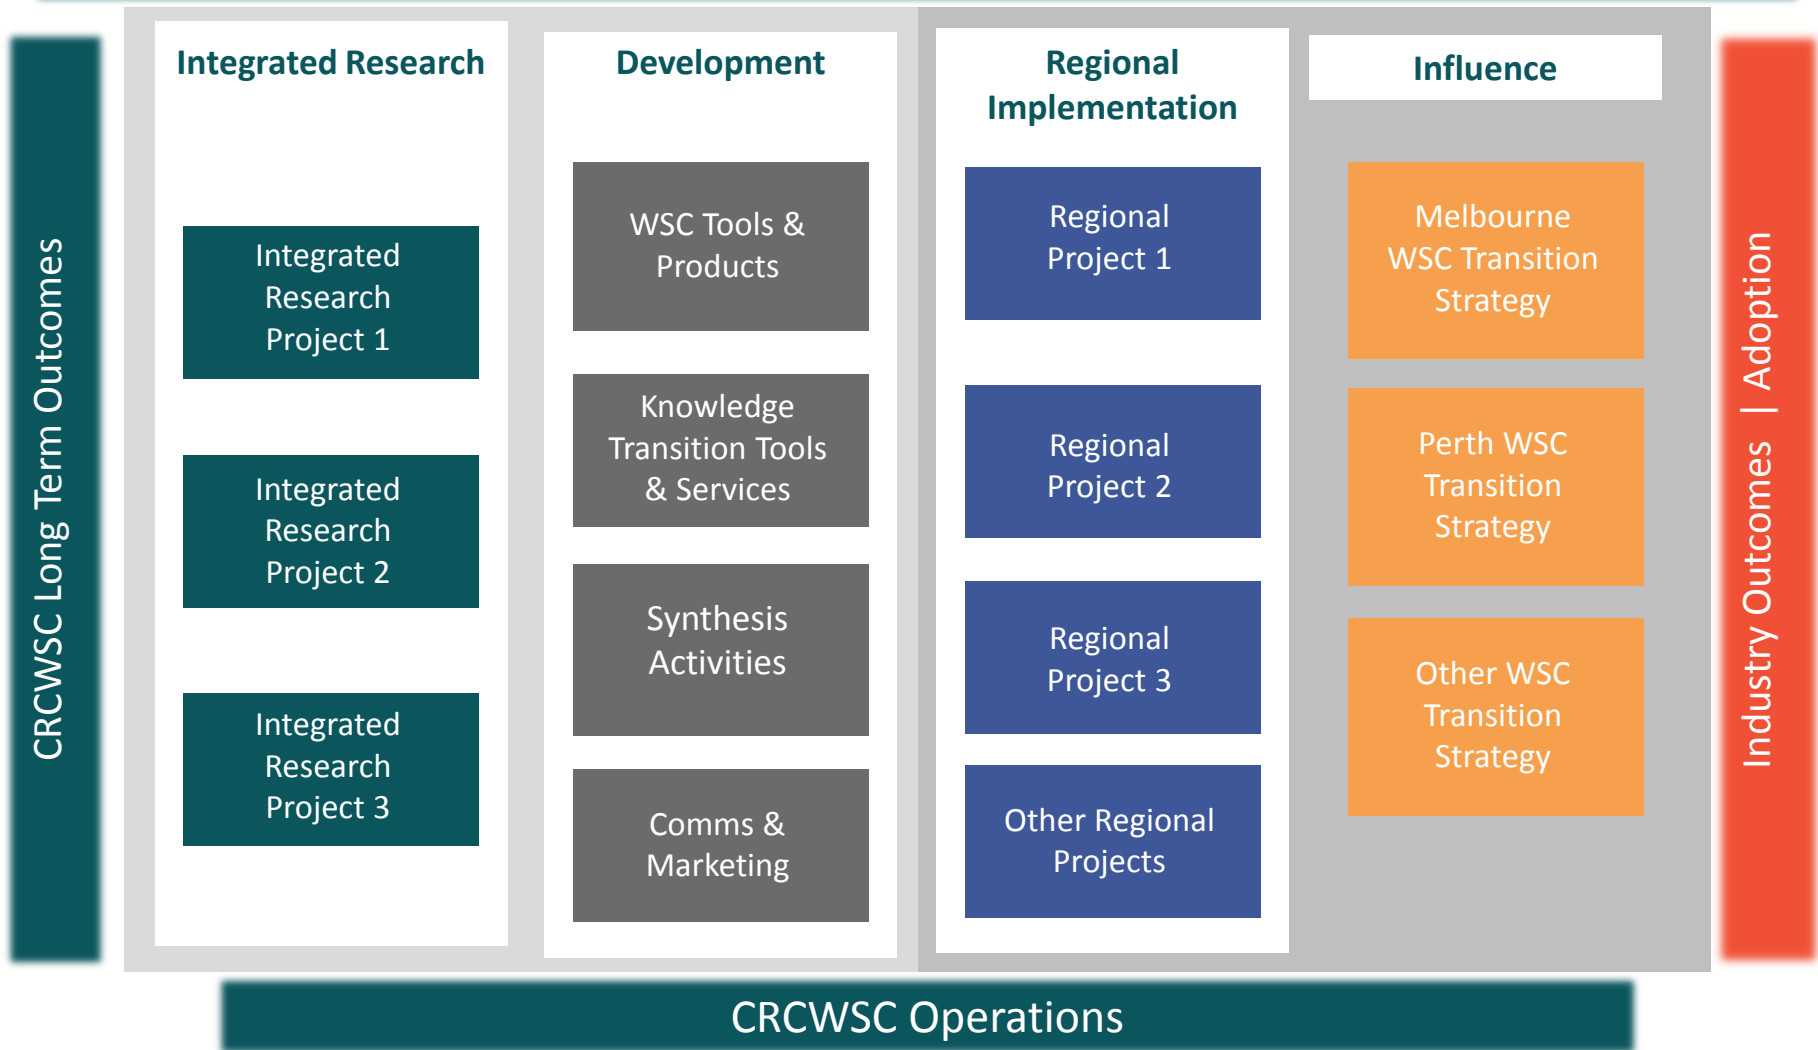 CRCWSC Long Term Outcomes
Integrated Research
Integrated
Research
Project 1
Integrated
Research
Project 2
Integrated
Research
Project 3
Development
WSC Tools &
Products
Knowledge
Transition Tools
& Services
Synthesis
Activities
Comms &
Marketing
Regional
Implementation
Regional
Project 1
Regional
Project 2
Regional
Project 3
Other Regional
Projects
Influence
Melbourne
WSC Transition
Strategy
Perth WSC
Transition
Strategy
Other WSC
Transition
Strategy
Industry Outcomes | Adoption
CRCWSC Operations